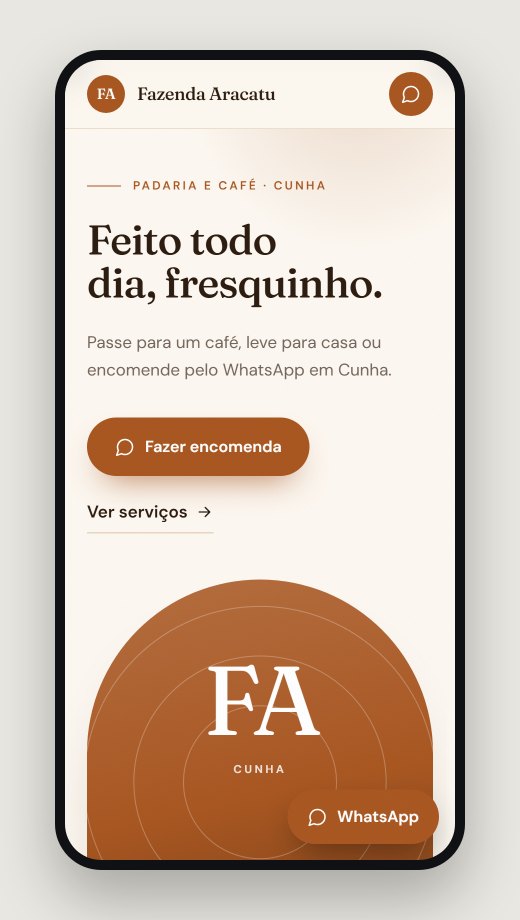 FA Fazenda Aracatu
PADARIA E CAFÉ · CUNHA
Feito todo
dia, fresquinho.
Passe para um café, leve para casa ou
encomende pelo WhatsApp em Cunha.
Fazer encomenda
Ver serviços →
FA
CUNHA
WhatsApp